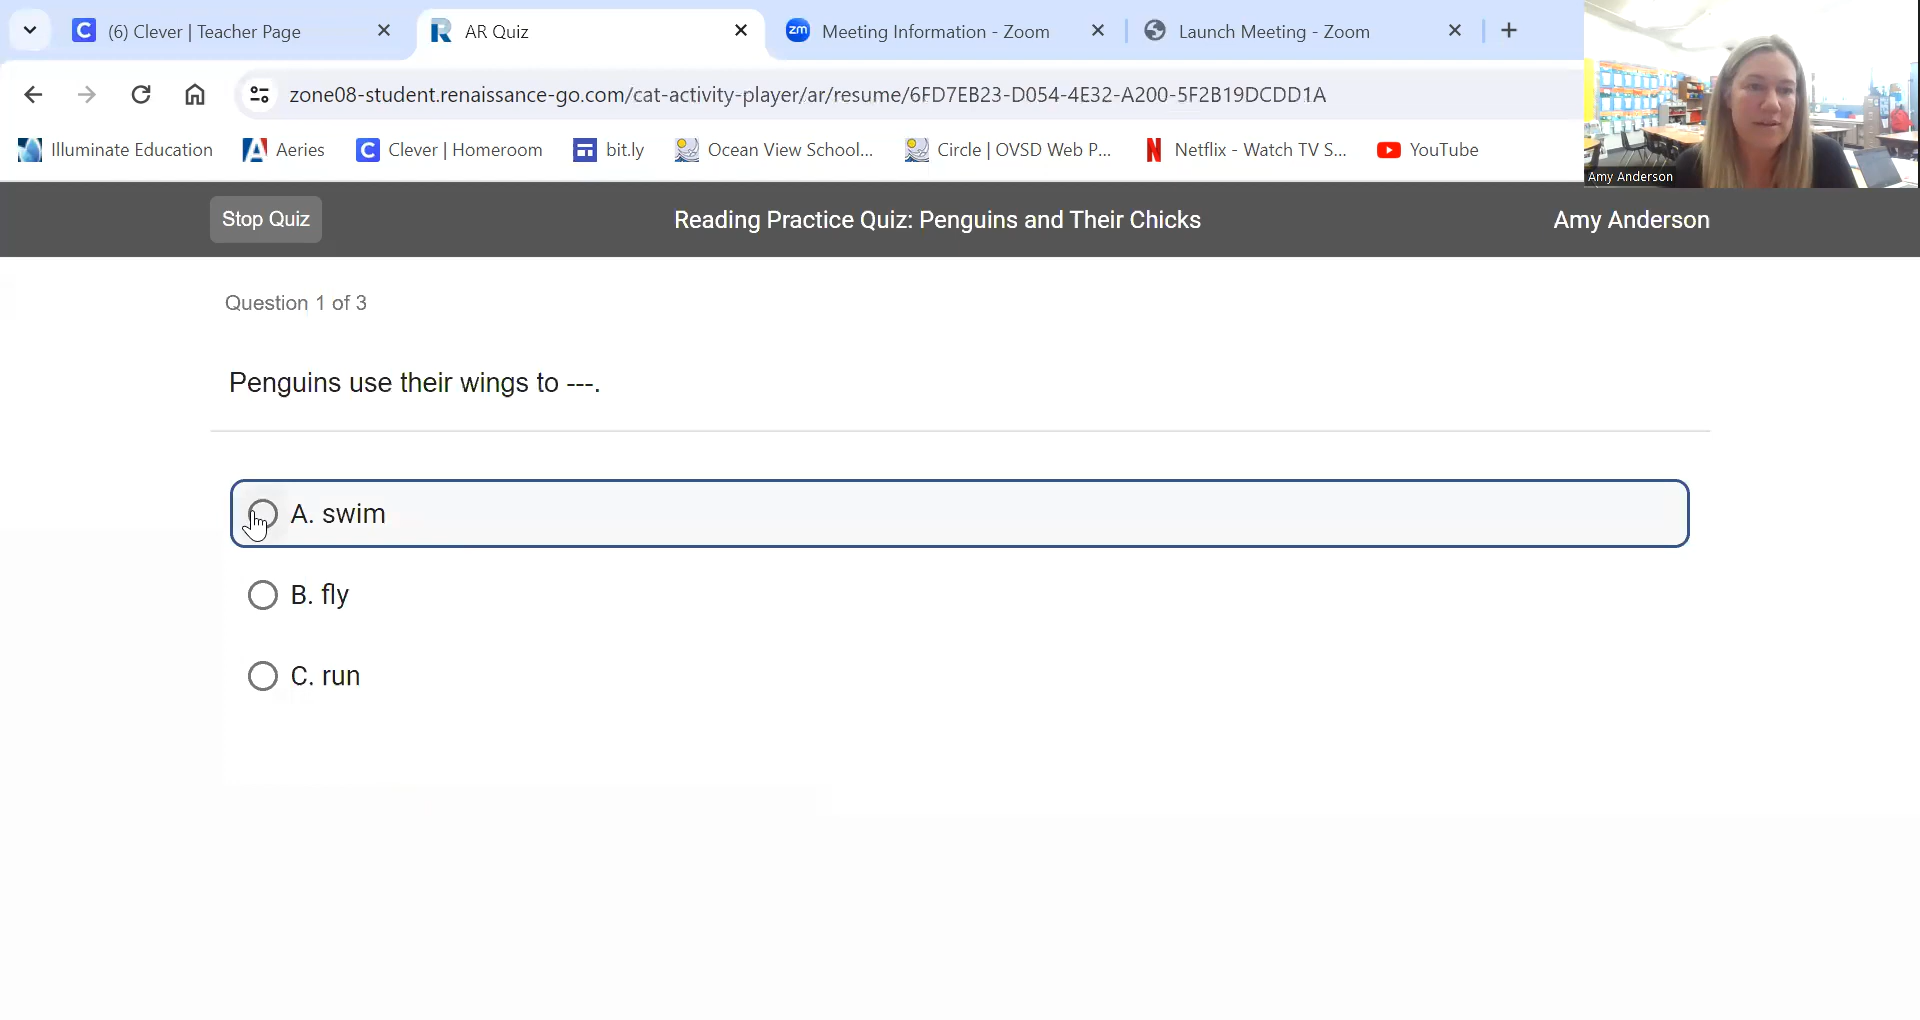 (6) Clever | Teacher Page
AR Quiz
Meeting Information - Zoom
Launch Meeting - Zoom
zone08-student.renaissance-go.com/cat-activity-player/ar/resume/6FD7EB23-D054-4E32-A200-5F2B19DCDD1A
Illuminate Education
Aeries
Clever | Homeroom
bit.ly
Ocean View School...
Circle | OVSD Web P...
Netflix - Watch TV S...
YouTube
Amy Anderson
Stop Quiz
Reading Practice Quiz: Penguins and Their Chicks
Amy Anderson
Question 1 of 3
Penguins use their wings to ---.
A. swim
B. fly
C. run